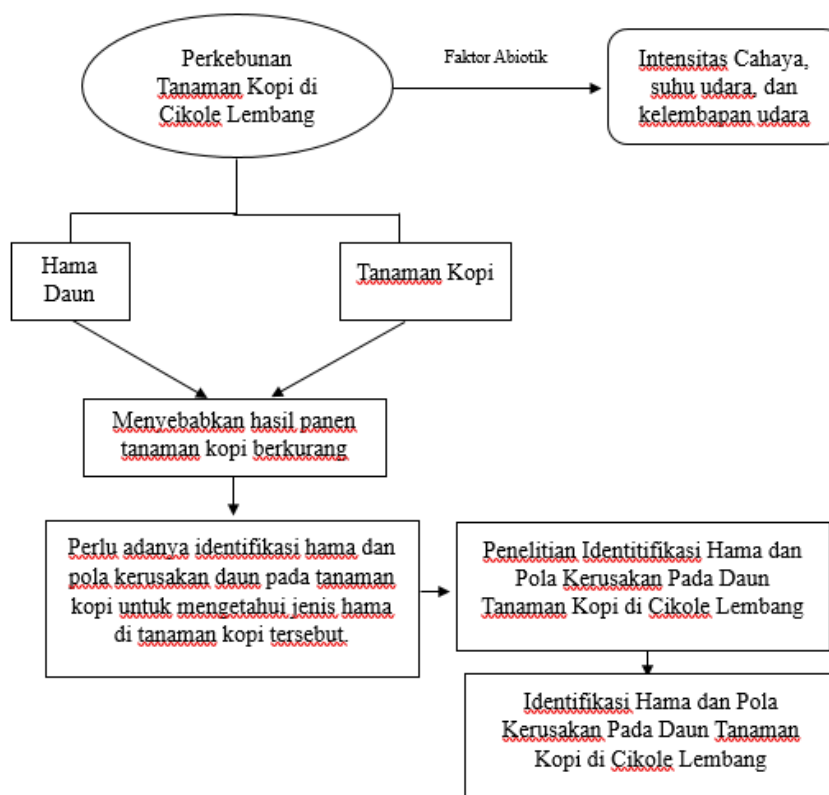 Perkebunan
Tanaman Kopi di
Cikole Lembang
Faktor Abiotik
Intensitas Cahaya,
suhu udara, dan
kelembapan udara
Hama
Daun
Tanaman Kopi
Menyebabkan hasil panen
tanaman kopi berkurang
Perlu adanya identifikasi hama dan
pola kerusakan daun pada tanaman
kopi untuk mengetahui jenis hama
di tanaman kopi tersebut.
Penelitian Identitifikasi Hama dan
Pola Kerusakan Pada Daun
Tanaman Kopi di Cikole Lembang
Identifikasi Hama dan Pola
Kerusakan Pada Daun Tanaman
Kopi di Cikole Lembang